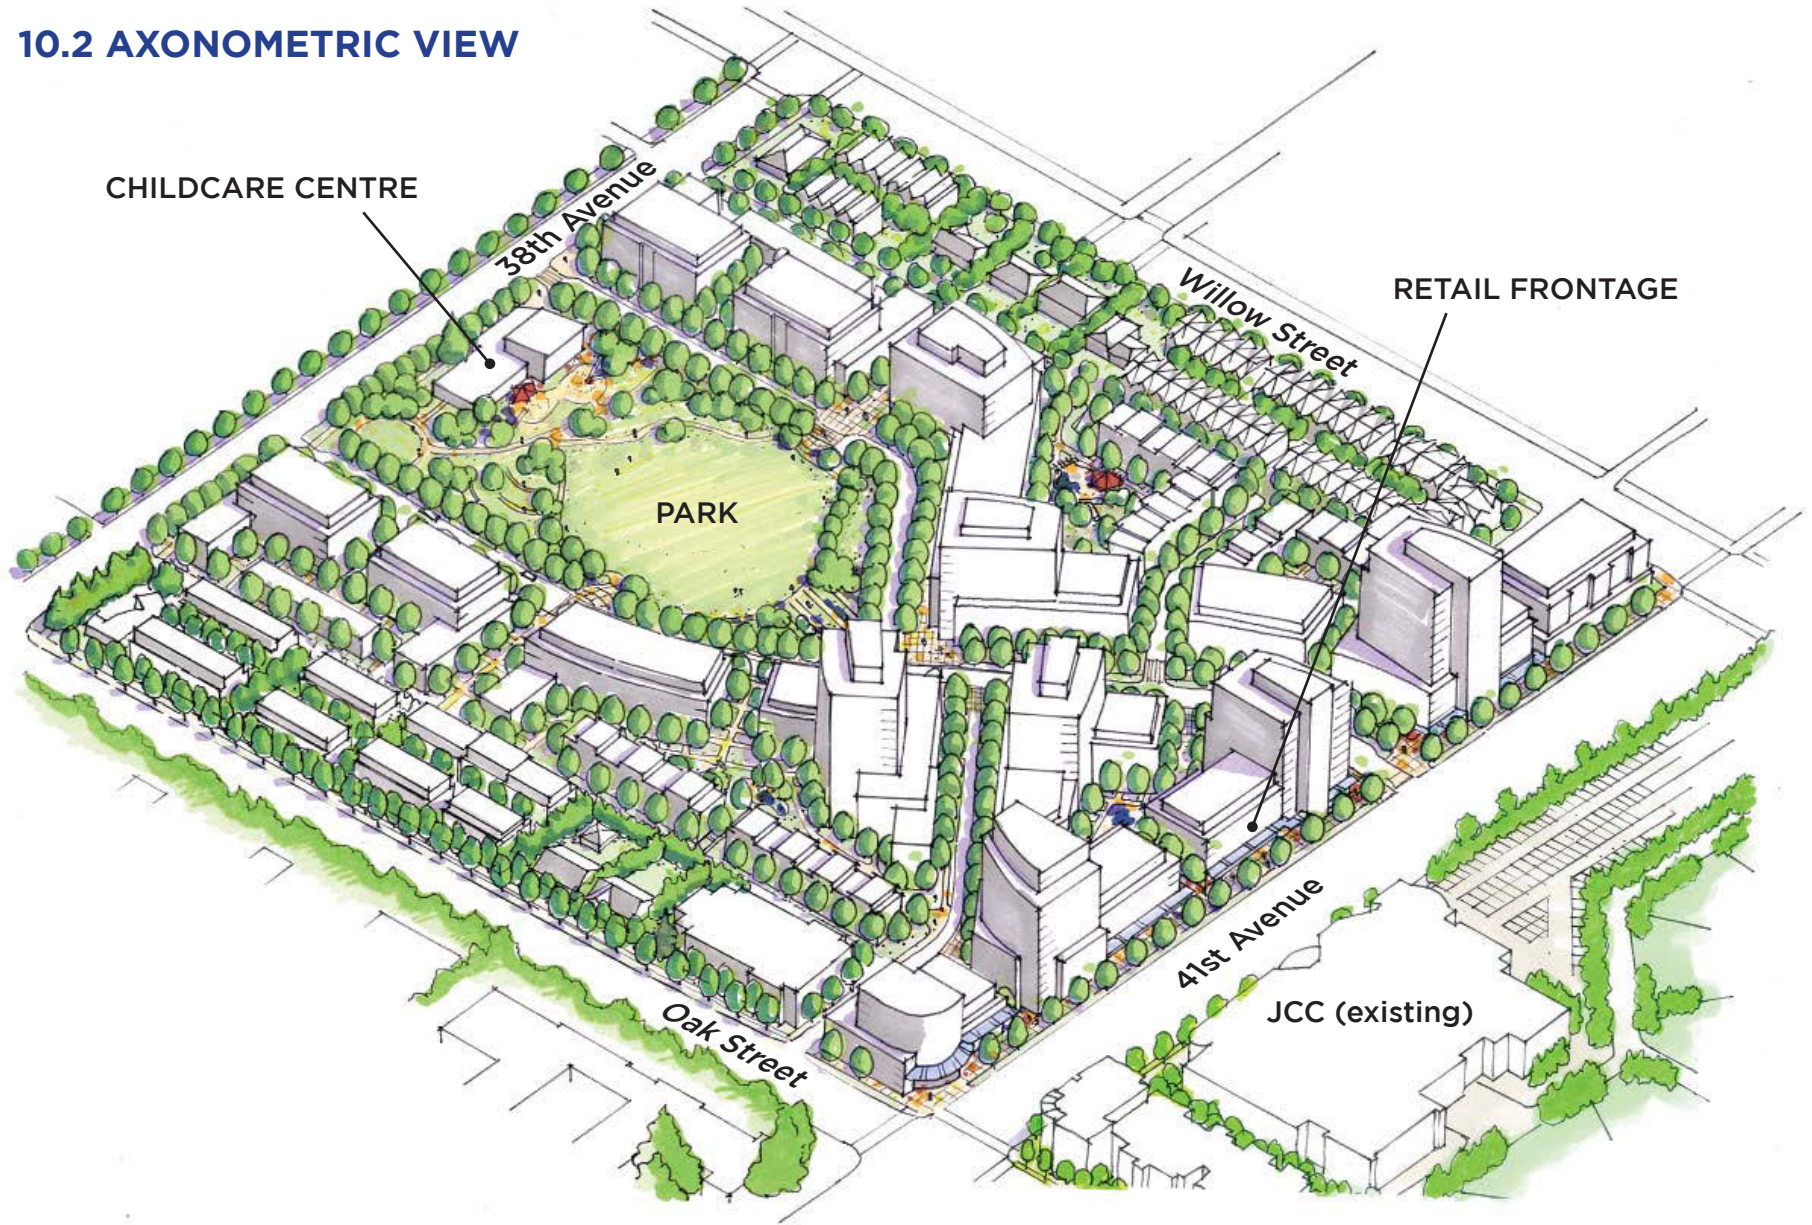 10.2 AXONOMETRIC VIEW
CHILDCARE CENTRE
38th Avenue
Willow Street
RETAIL FRONTAGE
PARK
41st Avenue
JCC (existing)
Oak Street